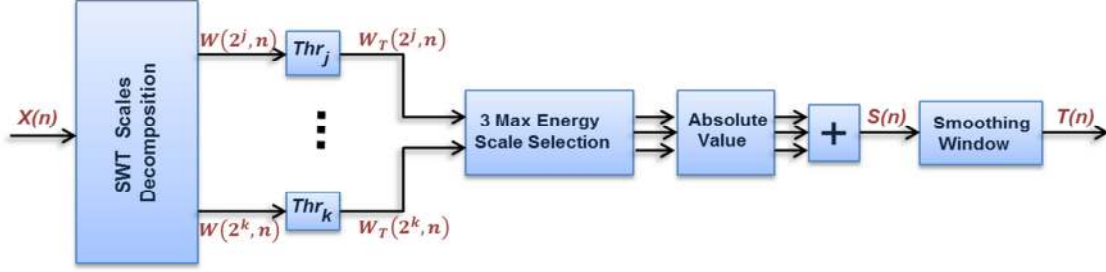 X(n)
SWT Scales
Decomposition
W(2^j, n)
Thr_j
W_T(2^j, n)
W(2^k, n)
Thr_k
W_T(2^k, n)
3 Max Energy
Scale Selection
Absolute
Value
+
S(n)
Smoothing
Window
T(n)